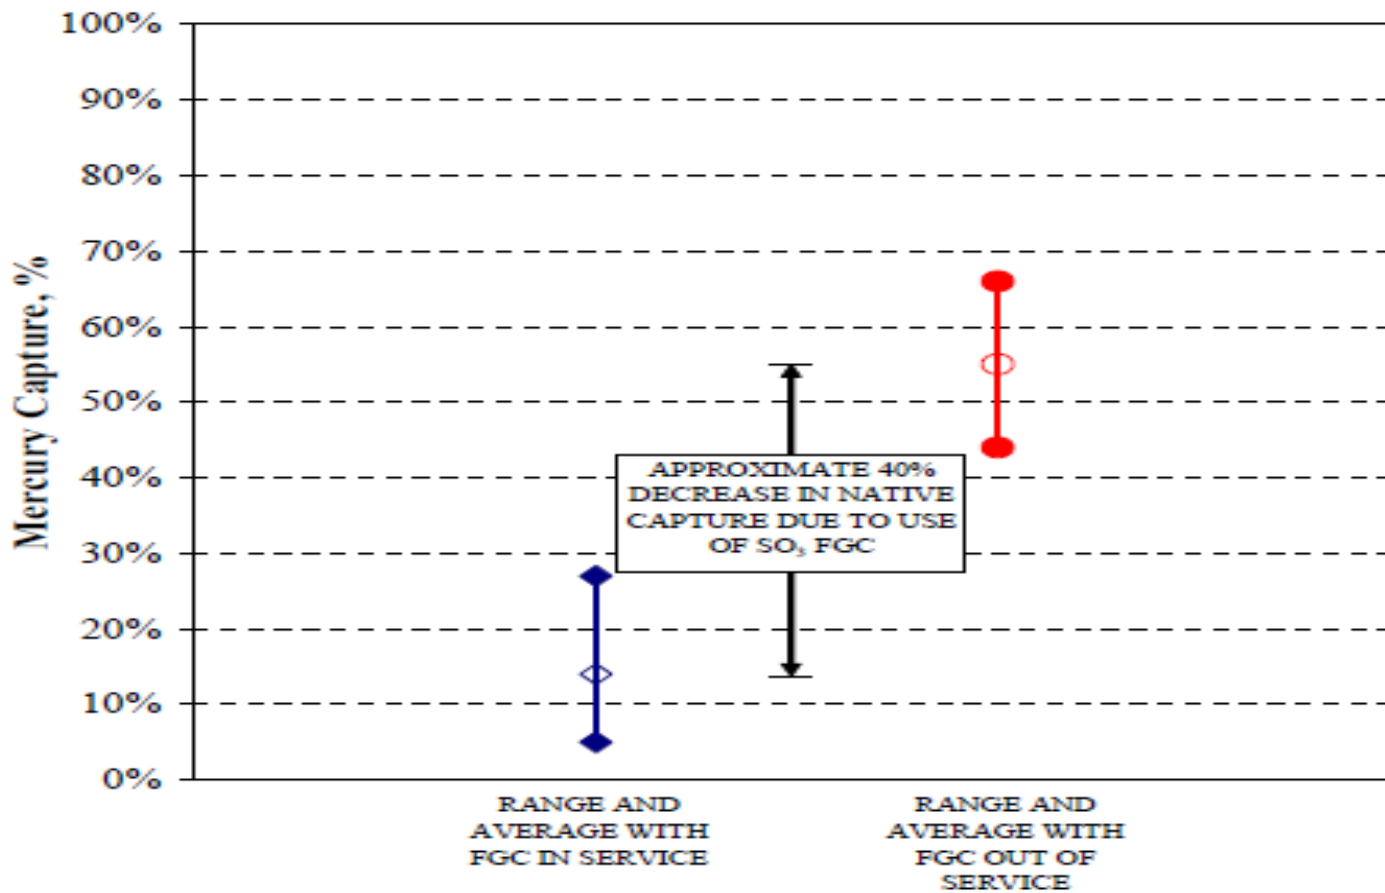 100%
90%
80%
70%
60%
50%
40%
30%
20%
10%
0%
Mercury Capture, %
APPROXIMATE 40%
DECREASE IN NATIVE
CAPTURE DUE TO USE
OF SO₃ FGC
RANGE AND
AVERAGE WITH
FGC IN SERVICE
RANGE AND
AVERAGE WITH
FGC OUT OF
SERVICE